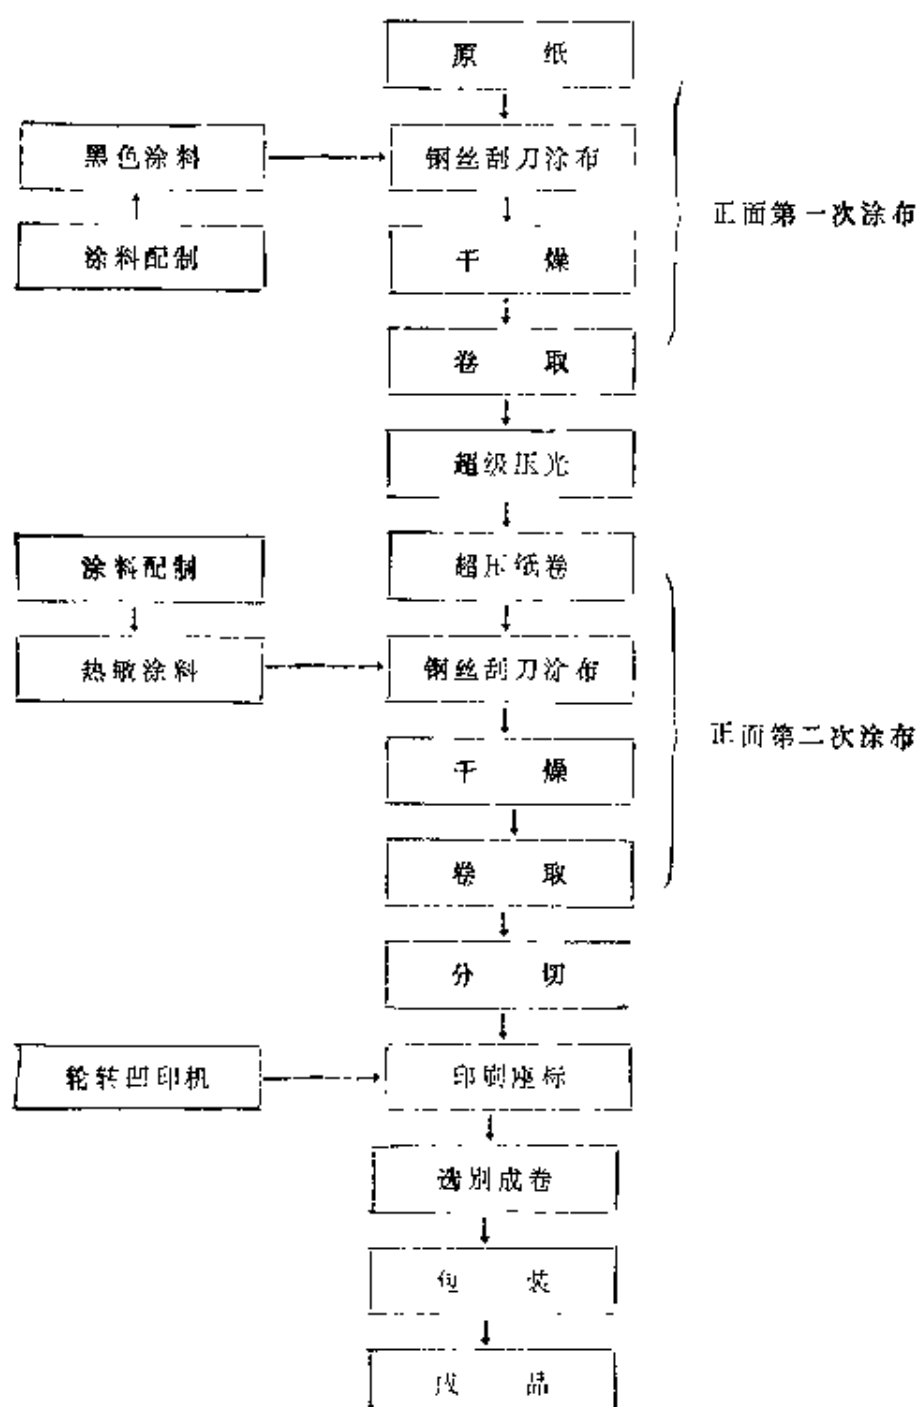 原 纸
黑色涂料
钢丝刮刀涂布
正面第一次涂布
涂料配制
干 燥
卷 取
超级压光
涂料配制
超压纸卷
热敏涂料
钢丝刮刀涂布
正面第二次涂布
干 燥
卷 取
分 切
轮转凹印机
印刷座标
选别成卷
包 装
成 品